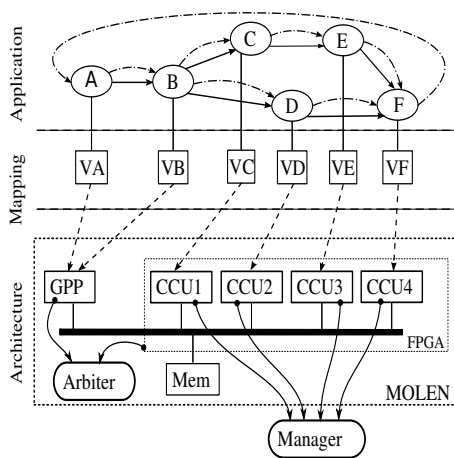 Application
A
B
C
D
E
F
Mapping
VA
VB
VC
VD
VE
VF
Architecture
GPP
CCU1
CCU2
CCU3
CCU4
FPGA
Arbiter
Mem
MOLEN
Manager